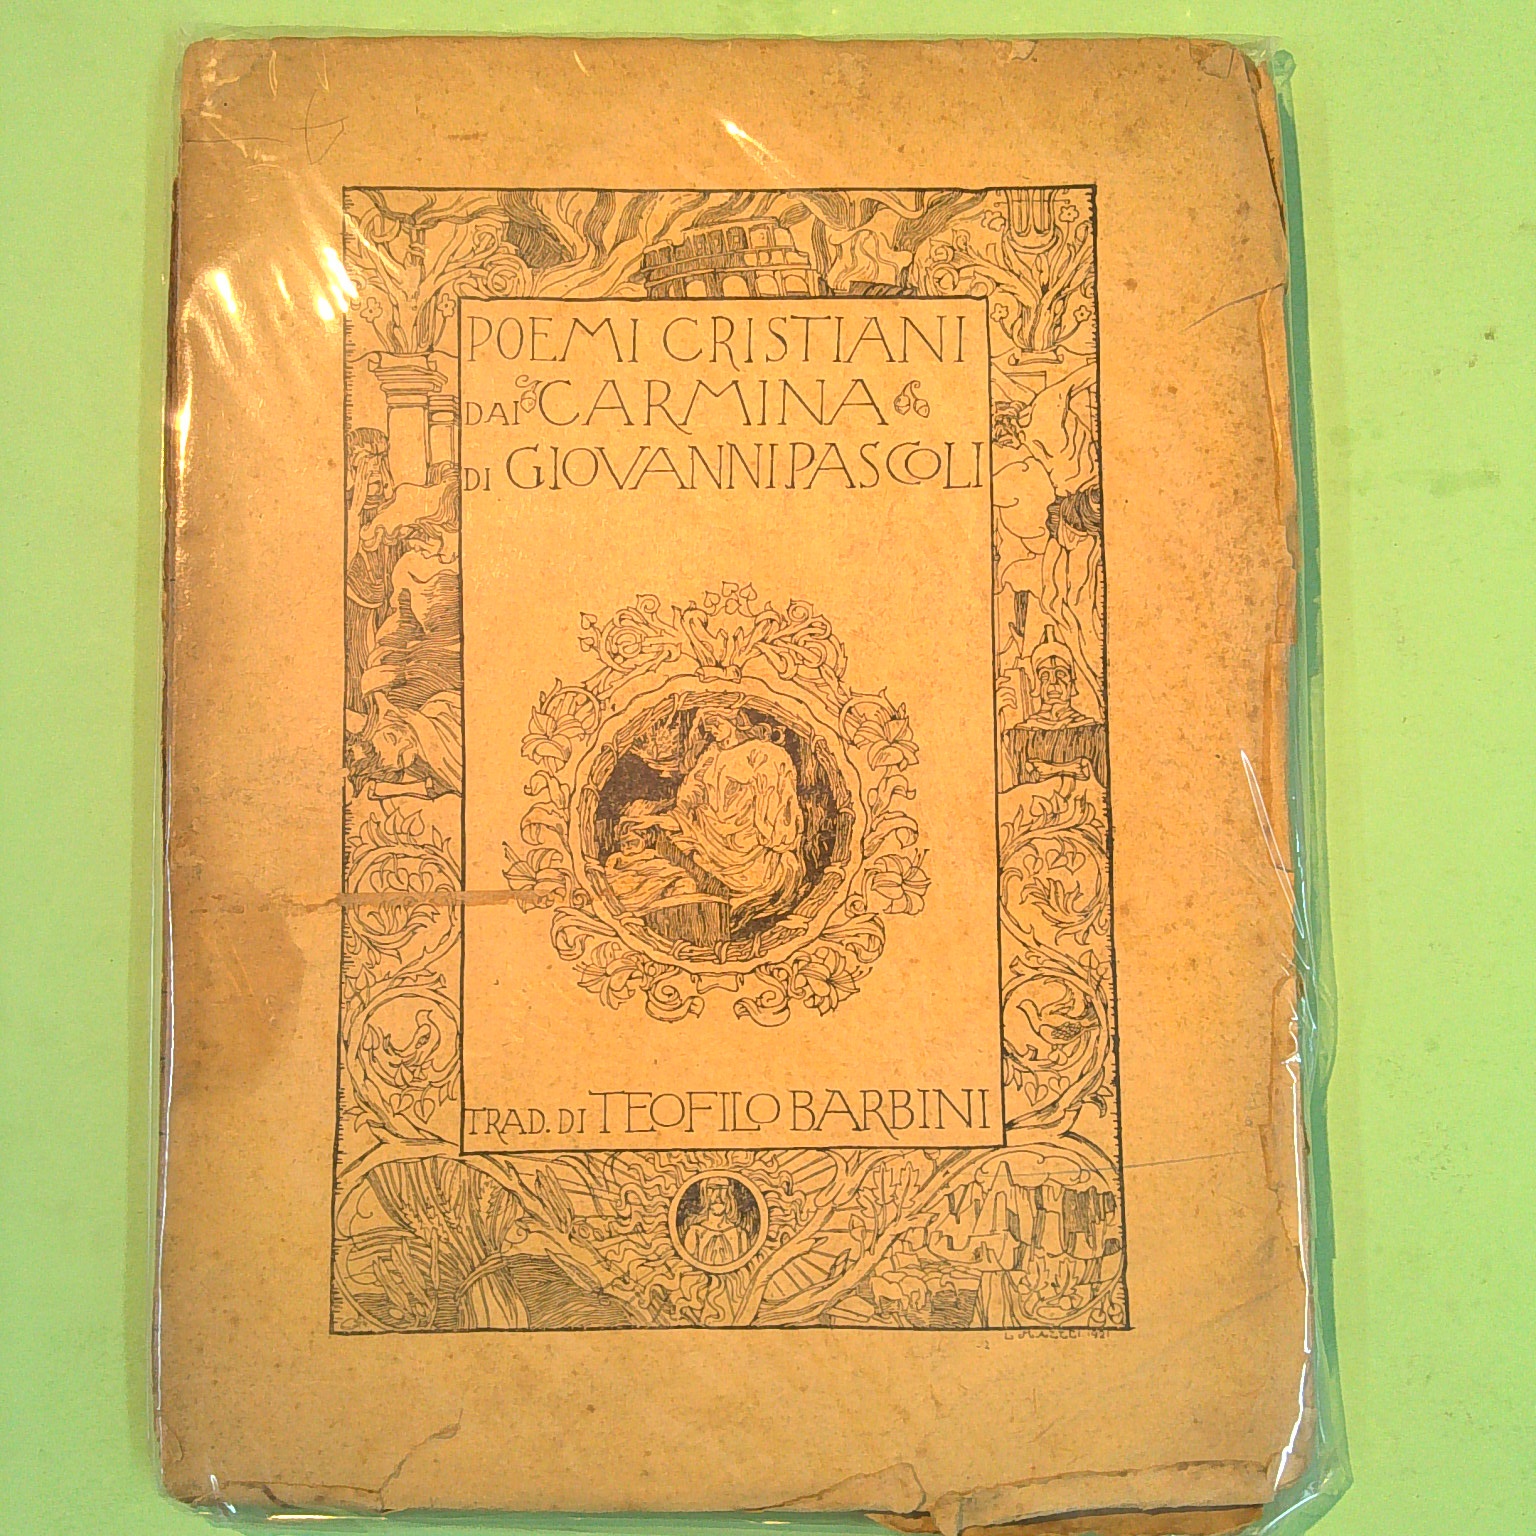 POEMI CRISTIANI
DAI CARMINA
DI GIOVANNI PASCOLI
TRAD. DI TEOFILO BARBINI